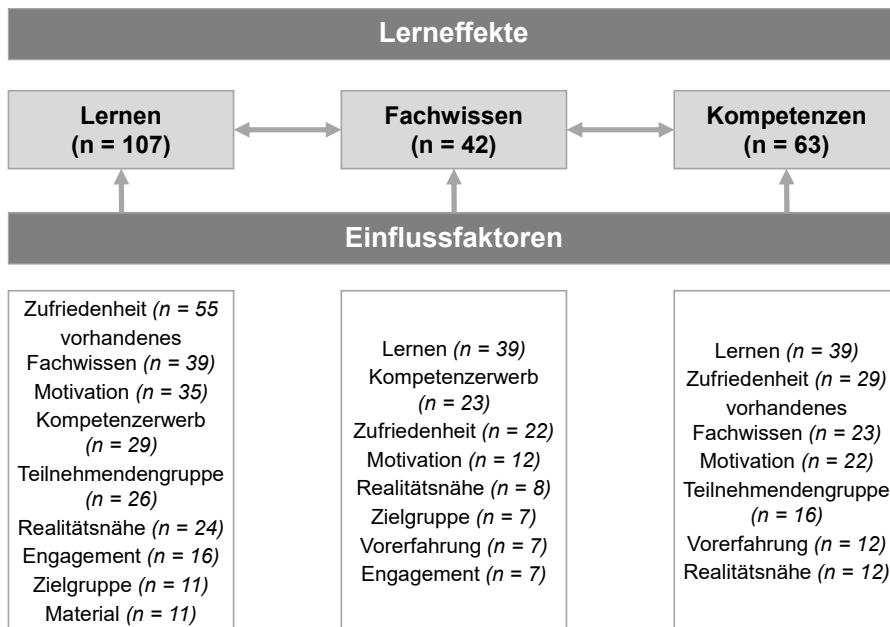 Lerneffekte
Lernen
(n = 107)
Fachwissen
(n = 42)
Kompetenzen
(n = 63)
Einflussfaktoren
Zufriedenheit (n = 55
vorhandenes
Fachwissen (n = 39)
Motivation (n = 35)
Kompetenzerwerb
(n = 29)
Teilnehmendengruppe
(n = 26)
Realitätsnähe (n = 24)
Engagement (n = 16)
Zielgruppe (n = 11)
Material (n = 11)
Lernen (n = 39)
Kompetenzerwerb
(n = 23)
Zufriedenheit (n = 22)
Motivation (n = 12)
Realitätsnähe (n = 8)
Zielgruppe (n = 7)
Vorerfahrung (n = 7)
Engagement (n = 7)
Lernen (n = 39)
Zufriedenheit (n = 29)
vorhandenes
Fachwissen (n = 23)
Motivation (n = 22)
Teilnehmendengruppe
(n = 16)
Vorerfahrung (n = 12)
Realitätsnähe (n = 12)